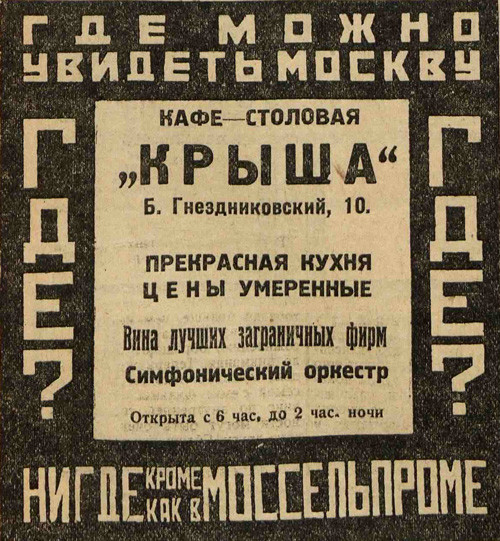 ГДЕ МОЖНО
УВИДЕТЬ МОСКВУ
ГДЕ?
КАФЕ—СТОЛОВАЯ
„КРЫША“
Б. Гнездниковский, 10.
ПРЕКРАСНАЯ КУХНЯ
ЦЕНЫ УМЕРЕННЫЕ
Вина лучших заграничных фирм
Симфонический оркестр
Открыта с 6 час. до 2 час. ночи
ГДЕ?
НИГДЕ КРОМЕ
КАК В МОССЕЛЬПРОМЕ